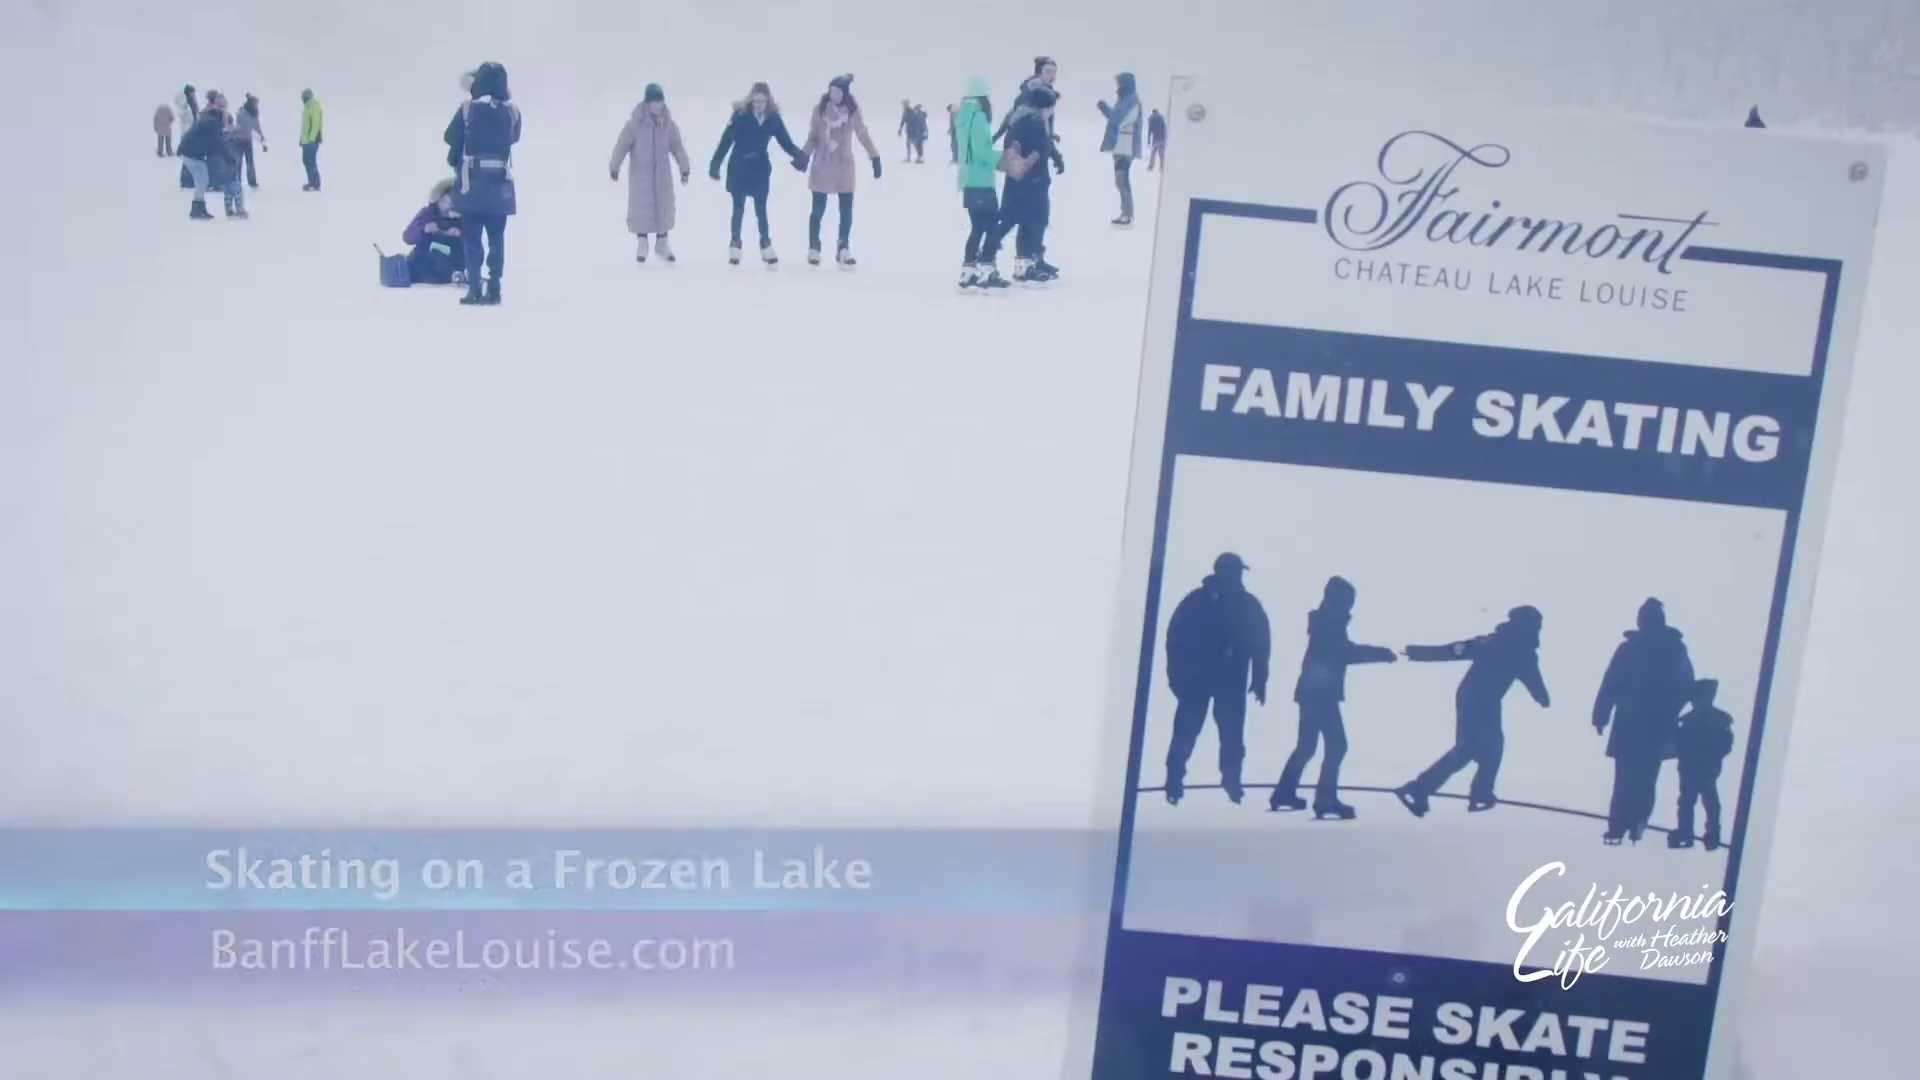 Fairmont
CHATEAU LAKE LOUISE
FAMILY SKATING
Skating on a Frozen Lake
BanffLakeLouise.com
California
Life with Heather
Dawson
PLEASE SKATE
RESPONSIBLY